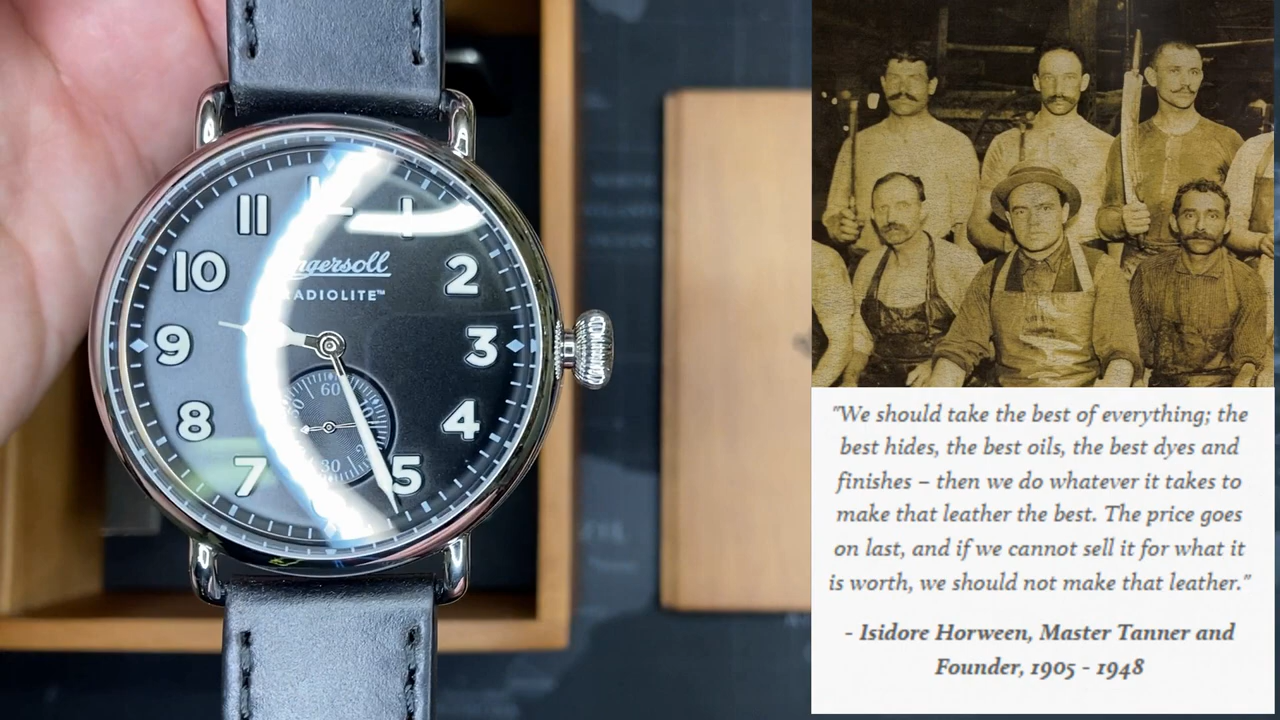 11
1
10
2
Ingersoll
RADIOLITE™
9
3
60
8
4
30
7
5
"We should take the best of everything; the
best hides, the best oils, the best dyes and
finishes – then we do whatever it takes to
make that leather the best. The price goes
on last, and if we cannot sell it for what it
is worth, we should not make that leather."
- Isidore Horween, Master Tanner and
Founder, 1905 - 1948